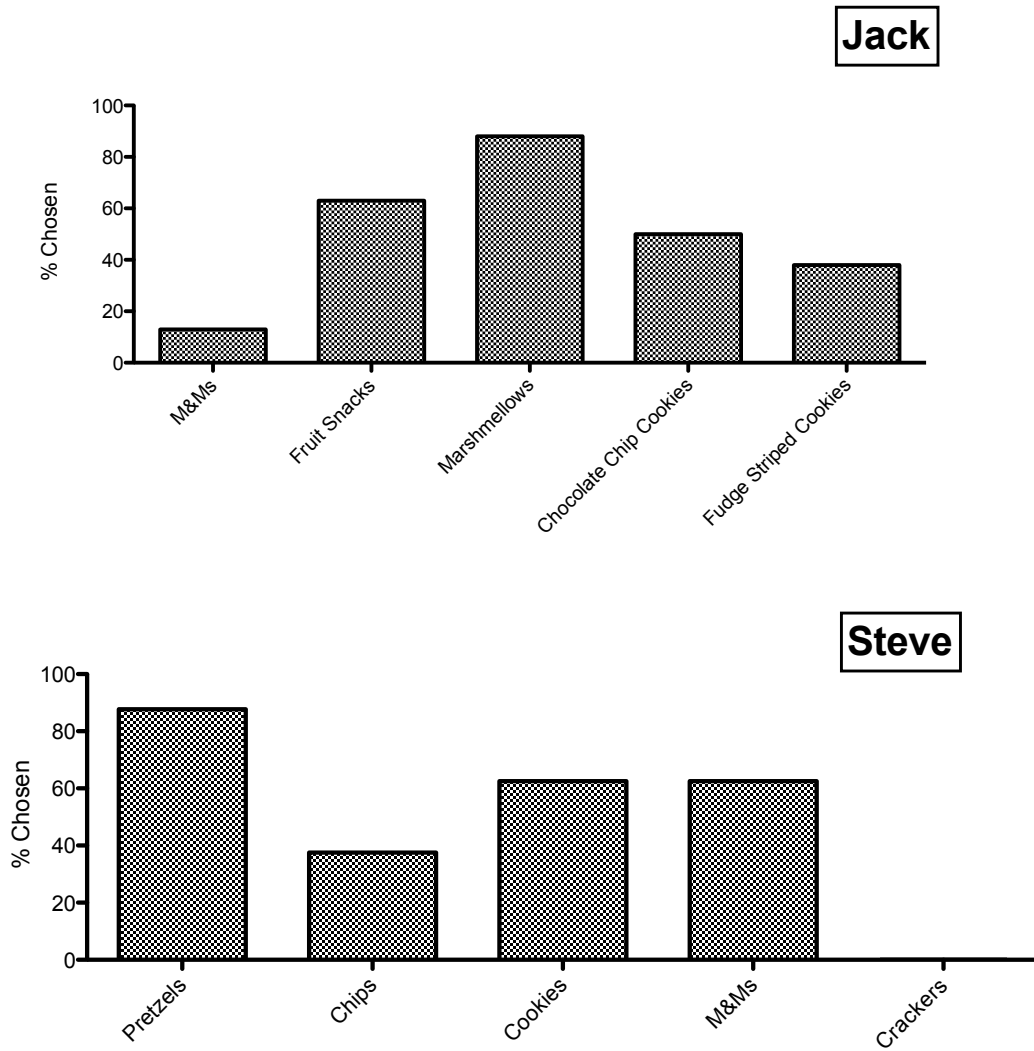 Jack
100
80
60
40
20
0
% Chosen
M&Ms
Fruit Snacks
Marshmellows
Chocolate Chip Cookies
Fudge Striped Cookies
Steve
100
80
60
40
20
0
% Chosen
Pretzels
Chips
Cookies
M&Ms
Crackers